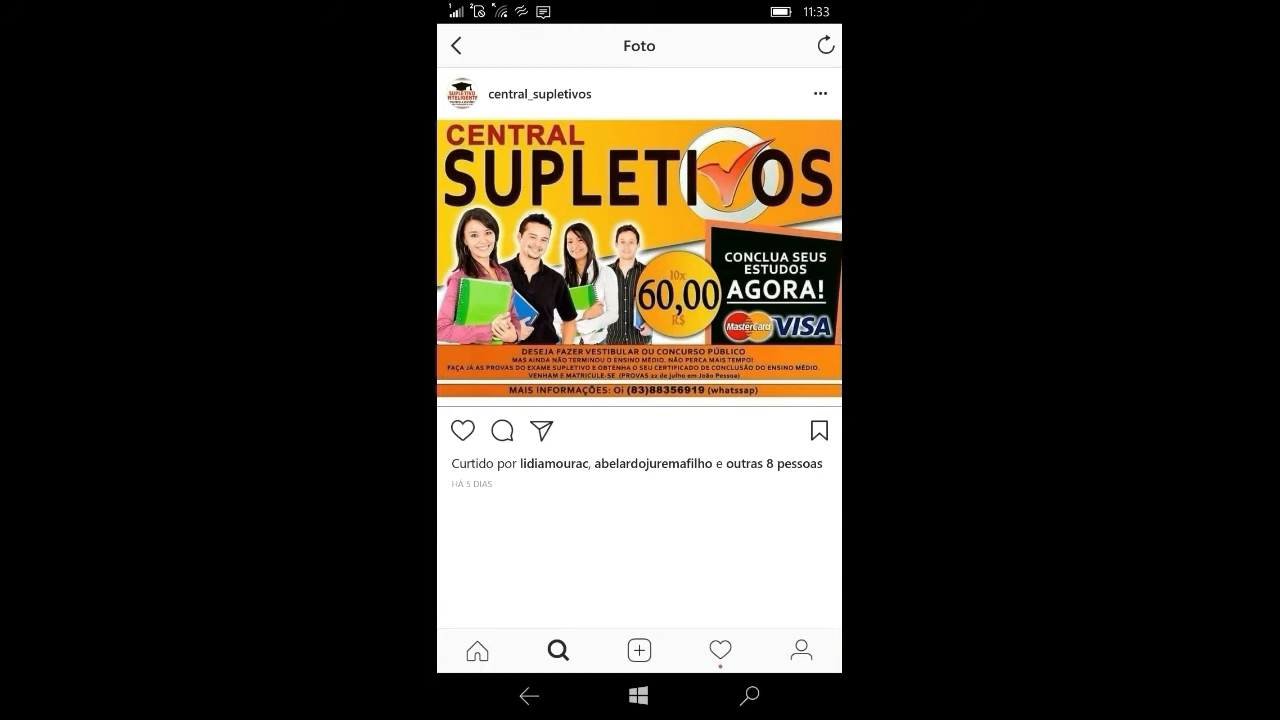 11:33
Foto
central_supletivos
CENTRAL
SUPLETIVOS
CONCLUA SEUS
ESTUDOS
AGORA!
10x
60,00
R$
MasterCard VISA
DESEJA FAZER VESTIBULAR OU CONCURSO PÚBLICO
MAS AINDA NÃO TERMINOU O ENSINO MÉDIO. NÃO PERCA MAIS TEMPO!
FAÇA JÁ AS PROVAS DO EXAME SUPLETIVO E OBTENHA O SEU CERTIFICADO DE CONCLUSÃO DO ENSINO MÉDIO.
VENHAM E MATRICULE-SE (PROVAS 22 de julho em João Pessoa)
MAIS INFORMAÇÕES: Oi (83)88356919 (whatssap)
Curtido por lidiamourac, abelardojuremafilho e outras 8 pessoas
HÁ 5 DIAS